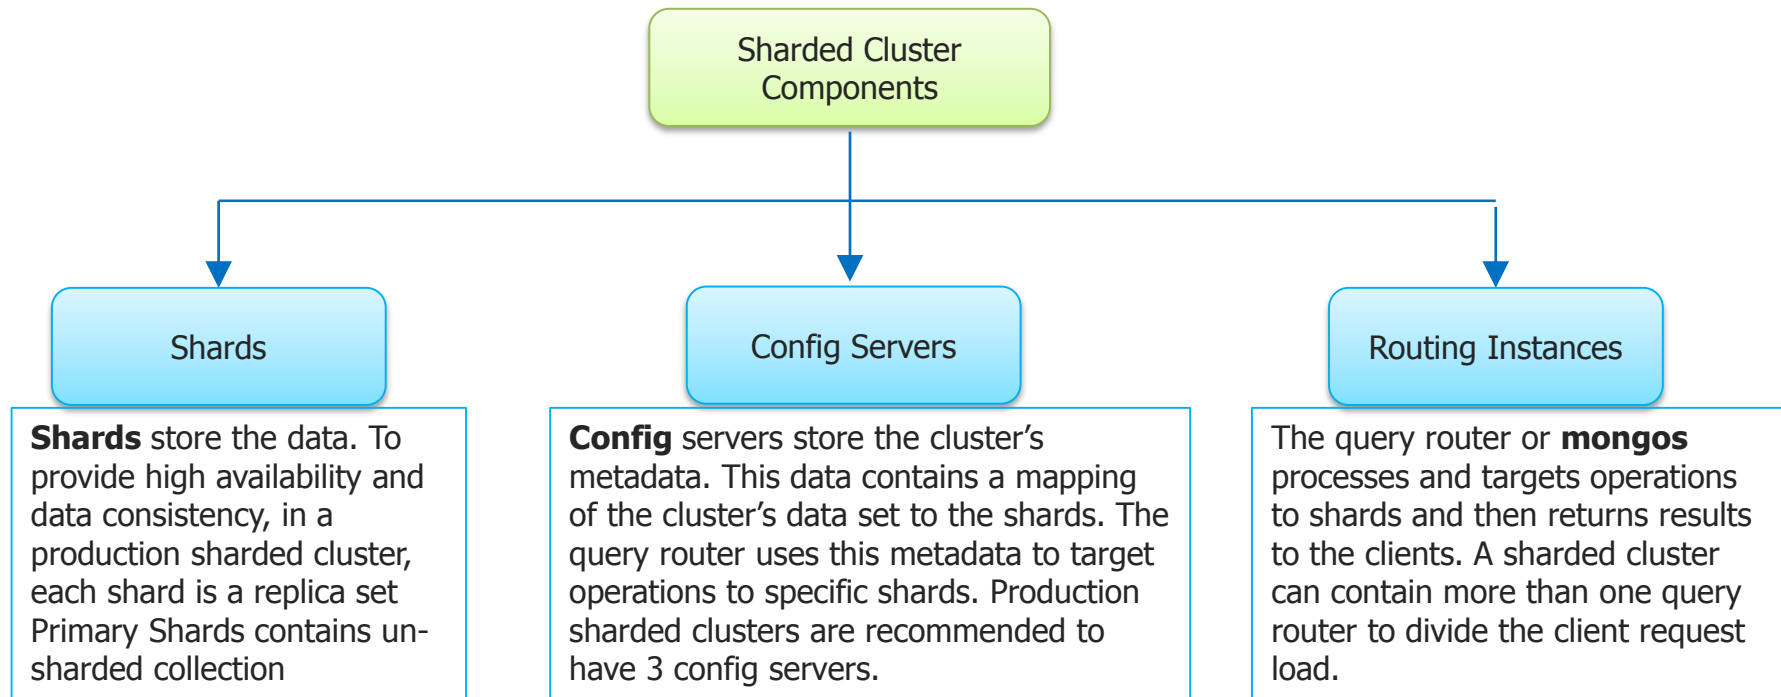 Sharded Cluster
Components
Shards
Config Servers
Routing Instances
Shards store the data. To
provide high availability and
data consistency, in a
production sharded cluster,
each shard is a replica set
Primary Shards contains un-
sharded collection
Config servers store the cluster’s
metadata. This data contains a mapping
of the cluster’s data set to the shards. The
query router uses this metadata to target
operations to specific shards. Production
sharded clusters are recommended to
have 3 config servers.
The query router or mongos
processes and targets operations
to shards and then returns results
to the clients. A sharded cluster
can contain more than one query
router to divide the client request
load.